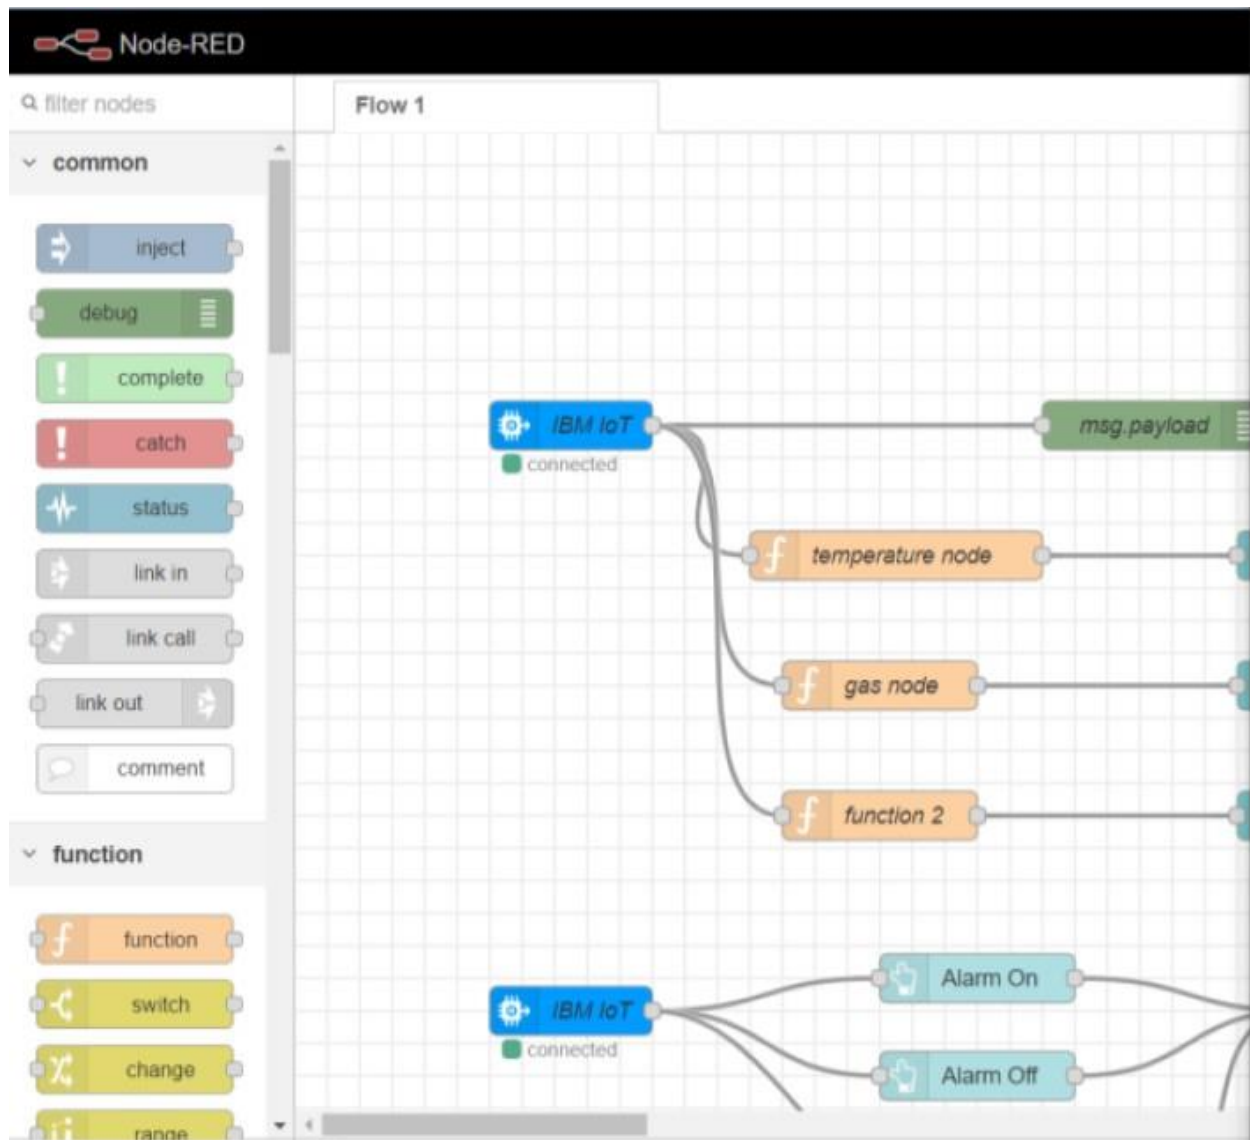 Node-RED
filter nodes
Flow 1
common
inject
debug
complete
catch
status
link in
link call
link out
comment
function
function
switch
change
range
IBM IoT
connected
msg.payload
temperature node
gas node
function 2
IBM IoT
connected
Alarm On
Alarm Off